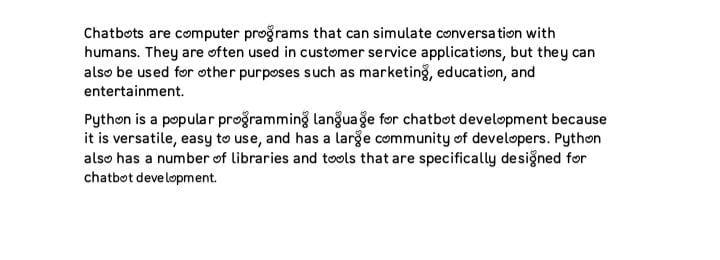 Chatbots are computer programs that can simulate conversation with
humans. They are often used in customer service applications, but they can
also be used for other purposes such as marketing, education, and
entertainment.
Python is a popular programming language for chatbot development because
it is versatile, easy to use, and has a large community of developers. Python
also has a number of libraries and tools that are specifically designed for
chatbot development.